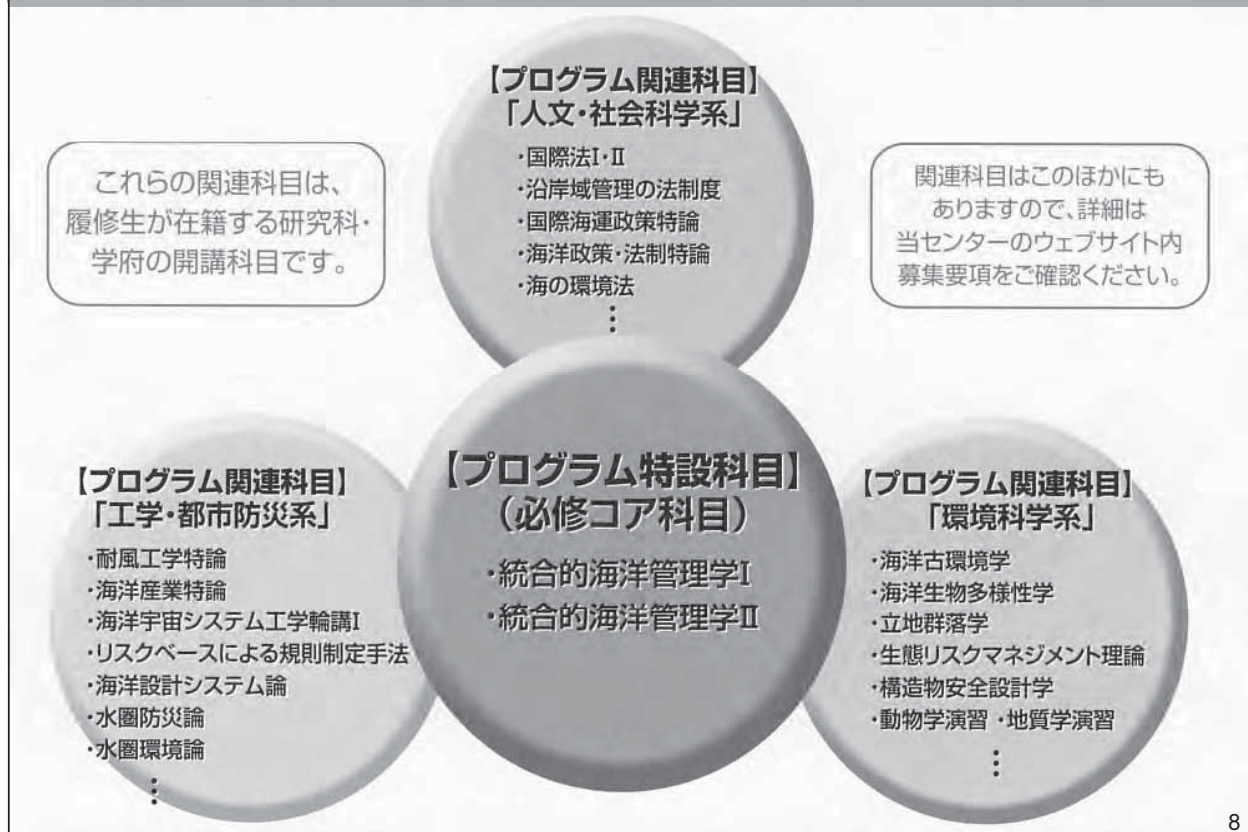 【プログラム関連科目】
「人文・社会科学系」
・国際法I・II
・沿岸域管理の法制度
・国際海運政策特論
・海洋政策・法制特論
・海の環境法
⋮
これらの関連科目は、
履修生が在籍する研究科・
学府の開講科目です。
関連科目はこのほかにも
ありますので、詳細は
当センターのウェブサイト内
募集要項をご確認ください。
【プログラム関連科目】
「工学・都市防災系」
・耐風工学特論
・海洋産業特論
・海洋宇宙システム工学輪講I
・リスクベースによる規則制定手法
・海洋設計システム論
・水圏防災論
・水圏環境論
⋮
【プログラム特設科目】
（必修コア科目）
・統合的海洋管理学I
・統合的海洋管理学II
【プログラム関連科目】
「環境科学系」
・海洋古環境学
・海洋生物多様性学
・立地群落学
・生態リスクマネジメント理論
・構造物安全設計学
・動物学演習 ・地質学演習
⋮
8